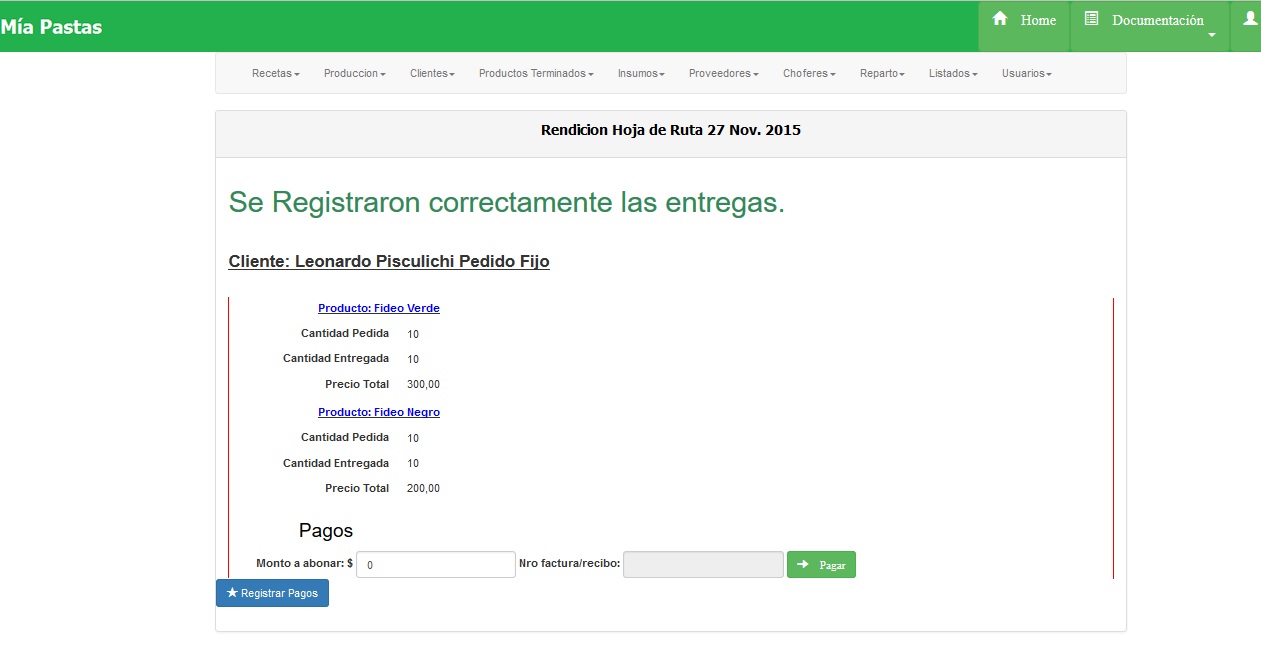 Mía Pastas Home Documentación
Recetas Produccion Clientes Productos Terminados Insumos Proveedores Choferes Reparto Listados Usuarios
Rendicion Hoja de Ruta 27 Nov. 2015
Se Registraron correctamente las entregas.
Cliente: Leonardo Pisculichi Pedido Fijo
Producto: Fideo Verde
Cantidad Pedida 10
Cantidad Entregada 10
Precio Total 300,00
Producto: Fideo Negro
Cantidad Pedida 10
Cantidad Entregada 10
Precio Total 200,00
Pagos
Monto a abonar: $ 0 Nro factura/recibo: Pagar
Registrar Pagos